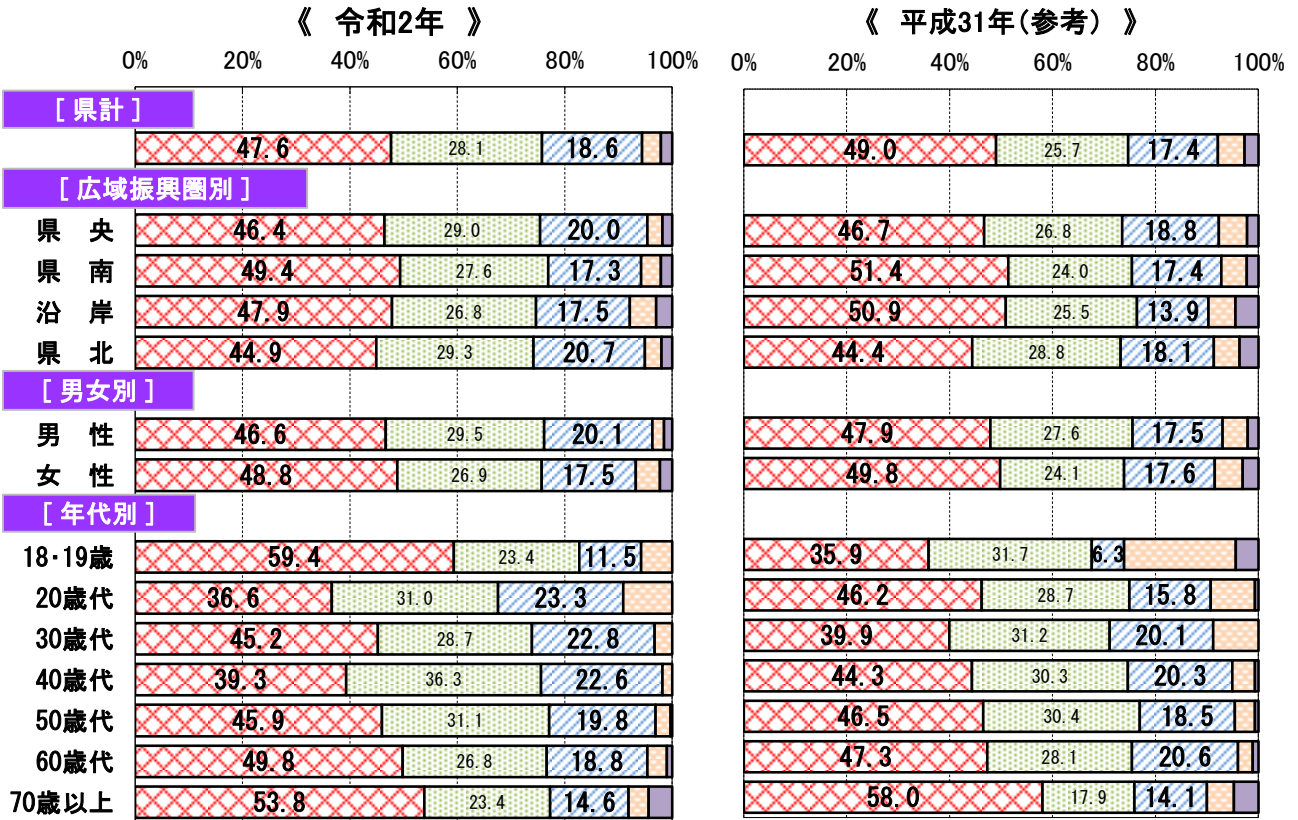 《 令和2年 》 《 平成31年(参考) 》
0% 20% 40% 60% 80% 100% 0% 20% 40% 60% 80% 100%
[ 県計 ]
47.6 28.1 18.6 49.0 25.7 17.4
[ 広域振興圏別 ]
県 央 46.4 29.0 20.0 46.7 26.8 18.8
県 南 49.4 27.6 17.3 51.4 24.0 17.4
沿 岸 47.9 26.8 17.5 50.9 25.5 13.9
県 北 44.9 29.3 20.7 44.4 28.8 18.1
[ 男女別 ]
男 性 46.6 29.5 20.1 47.9 27.6 17.5
女 性 48.8 26.9 17.5 49.8 24.1 17.6
[ 年代別 ]
18・19歳 59.4 23.4 11.5 35.9 31.7 6.3
20歳代 36.6 31.0 23.3 46.2 28.7 15.8
30歳代 45.2 28.7 22.8 39.9 31.2 20.1
40歳代 39.3 36.3 22.6 44.3 30.3 20.3
50歳代 45.9 31.1 19.8 46.5 30.4 18.5
60歳代 49.8 26.8 18.8 47.3 28.1 20.6
70歳以上 53.8 23.4 14.6 58.0 17.9 14.1